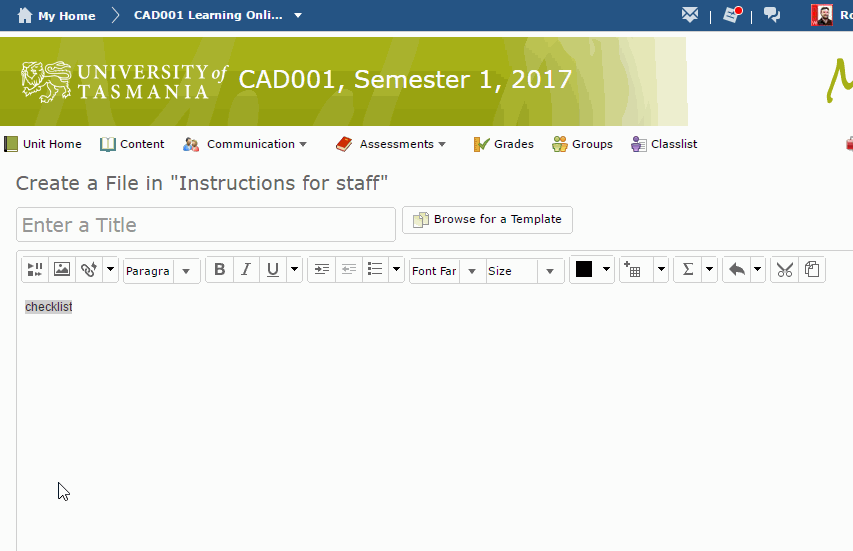 My Home CAD001 Learning Onli...
UNIVERSITY of
TASMANIA
CAD001, Semester 1, 2017
Unit Home Content Communication Assessments Grades Groups Classlist
Create a File in "Instructions for staff"
Enter a Title Browse for a Template
Paragra B I U Font Far Size Σ
checklist